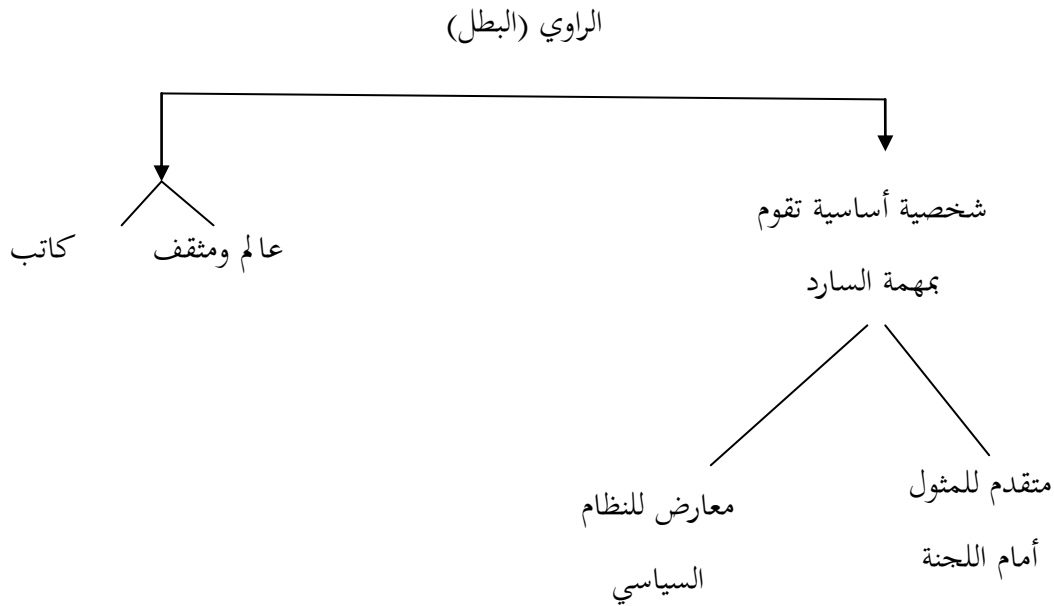 الراوي (البطل)
شخصية أساسية تقوم
بمهمة السارد
عالم ومثقف
كاتب
متقدم للمثول
أمام اللجنة
معارض للنظام
السياسي